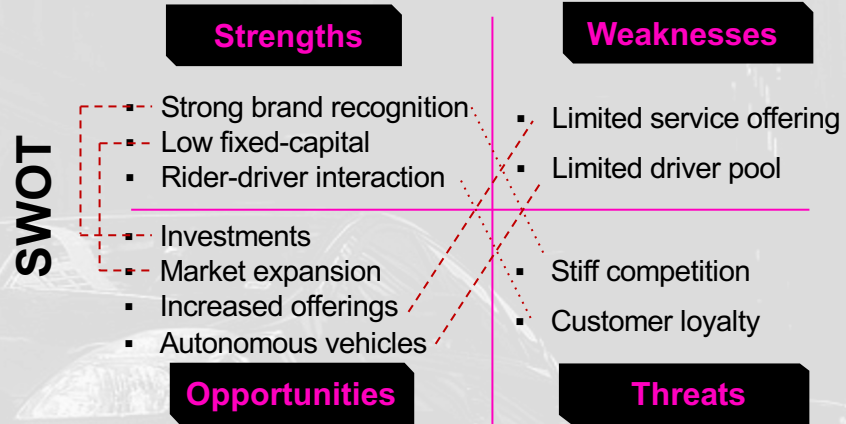 SWOT
Strengths
▪ Strong brand recognition
▪ Low fixed-capital
▪ Rider-driver interaction
Weaknesses
▪ Limited service offering
▪ Limited driver pool
▪ Investments
▪ Market expansion
▪ Increased offerings
▪ Autonomous vehicles
Opportunities
▪ Stiff competition
▪ Customer loyalty
Threats